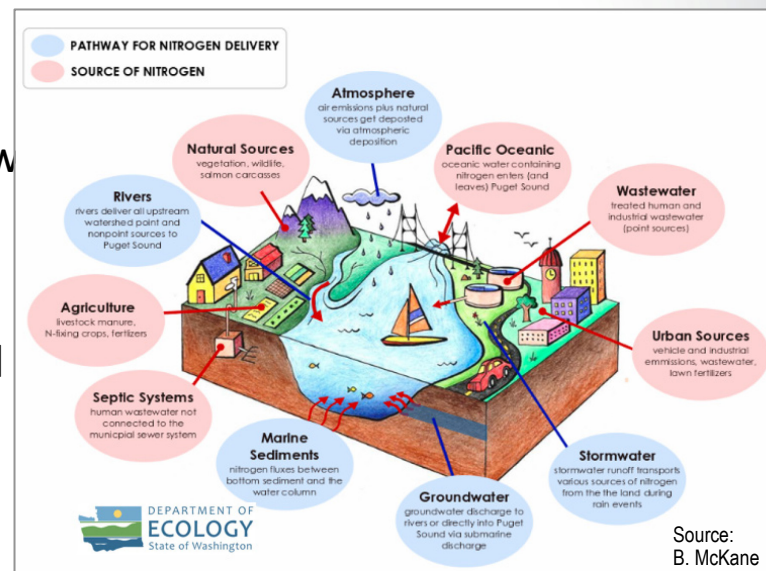 PATHWAY FOR NITROGEN DELIVERY
SOURCE OF NITROGEN
Atmosphere
air emissions plus natural
sources get deposited
via atmospheric
deposition
Natural Sources
vegetation, wildlife,
salmon carcasses
Pacific Oceanic
oceanic water containing
nitrogen enters (and
leaves) Puget Sound
Rivers
rivers deliver all upstream
watershed point and
nonpoint sources to
Puget Sound
Wastewater
treated human and
industrial wastewater
(point sources)
Agriculture
livestock manure,
N-fixing crops, fertlizers
Urban Sources
vehicle and industrial
emmissions, wastewater,
lawn fertilizers
Septic Systems
human wastewater not
connected to the
municpial sewer system
Marine
Sediments
nitrogen fluxes between
bottom sediment and the
water column
Stormwater
stormwater runoff transports
various sources of nitrogen
from the the land during
rain events
Groundwater
groundwater discharge to
rivers or directly into Puget
Sound via submarine
discharge
DEPARTMENT OF
ECOLOGY
State of Washington
Source:
B. McKane